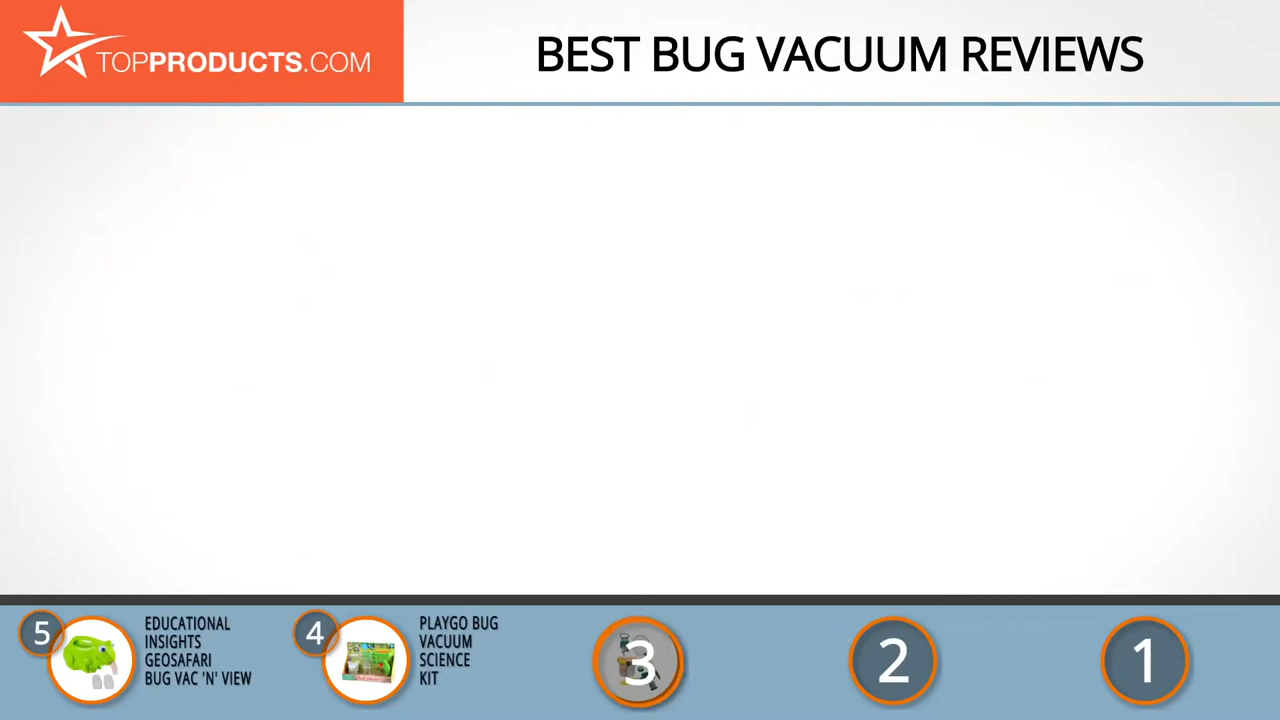 TOPPRODUCTS.COM
BEST BUG VACUUM REVIEWS
5
EDUCATIONAL
INSIGHTS
GEOSAFARI
BUG VAC 'N' VIEW
4
PLAYGO BUG
VACUUM
SCIENCE
KIT
3
2
1